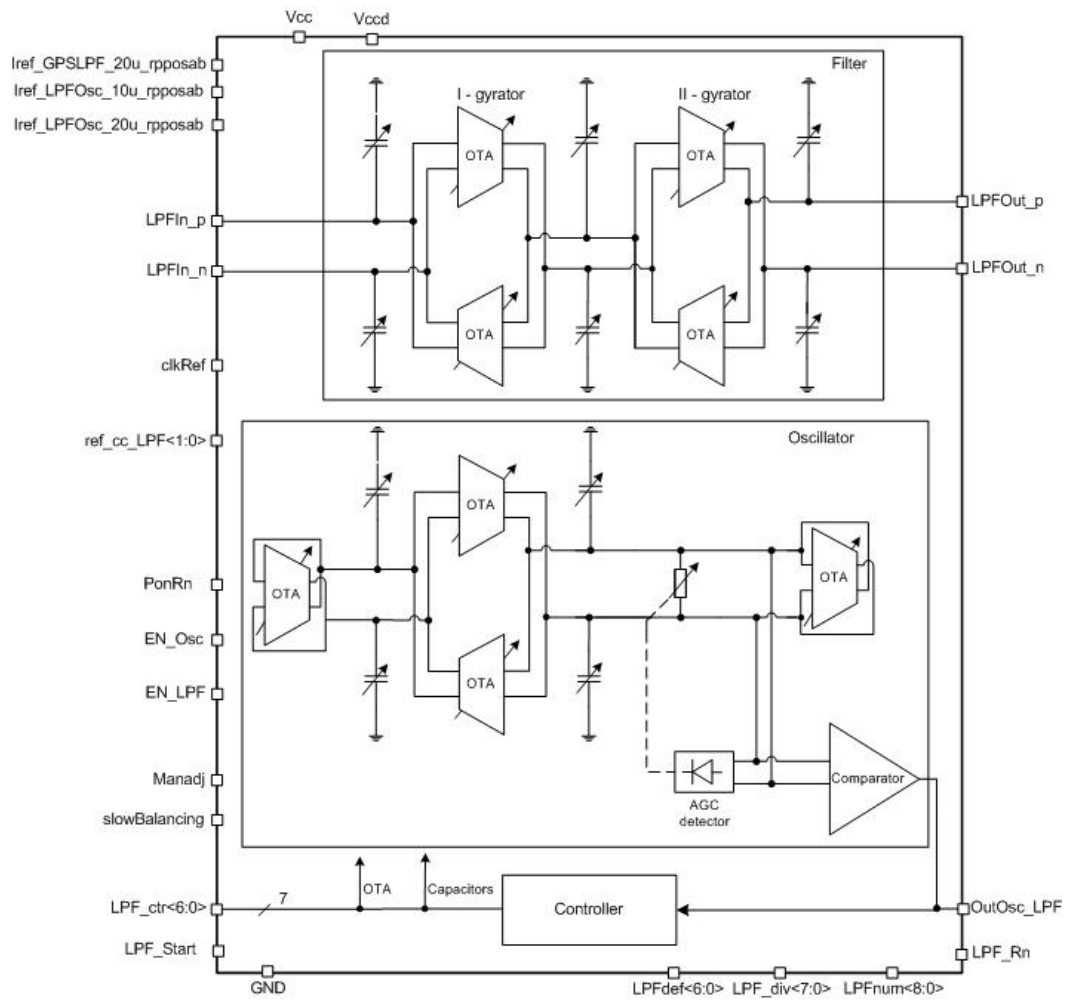 Vcc
Vccd
Iref_GPSLPF_20u_rpposab
Iref_LPFOsc_10u_rpposab
Iref_LPFOsc_20u_rpposab
Filter
I - gyrator
II - gyrator
OTA
OTA
LPFIn_p
LPFOut_p
LPFIn_n
LPFOut_n
OTA
OTA
clkRef
ref_cc_LPF<1:0>
Oscillator
OTA
OTA
OTA
PonRn
EN_Osc
OTA
EN_LPF
Manadj
Comparator
AGC
detector
slowBalancing
7
OTA
Capacitors
LPF_ctr<6:0>
Controller
OutOsc_LPF
LPF_Start
LPF_Rn
GND
LPFdef<6:0>
LPF_div<7:0>
LPFnum<8:0>